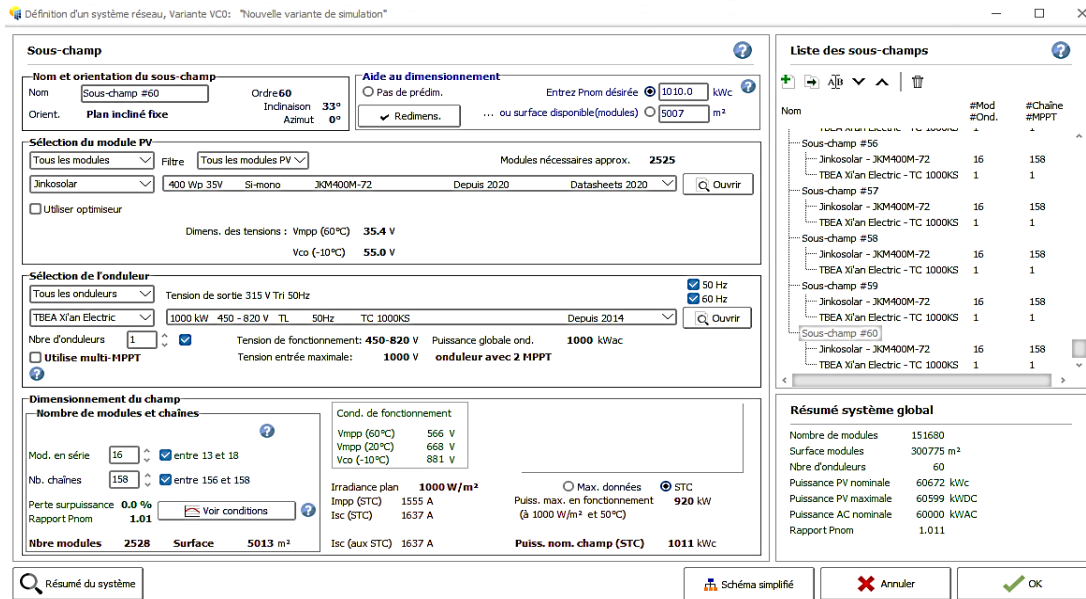 Définition d'un système réseau, Variante VC0: "Nouvelle variante de simulation"
Sous-champ
Nom et orientation du sous-champ
Nom Sous-champ #60 Ordre 60
Inclinaison 33°
Orient. Plan incliné fixe Azimut 0°
Aide au dimensionnement
Pas de prédim. Entrez Pnom désirée 1010.0 kWc
Redimens. ... ou surface disponible(modules) 5007 m²
Sélection du module PV
Tous les modules Filtre Tous les modules PV Modules nécessaires approx. 2525
Jinkosolar 400 Wp 35V Si-mono JKM400M-72 Depuis 2020 Datasheets 2020 Ouvrir
Utiliser optimiseur
Dimens. des tensions : Vmpp (60°C) 35.4 V
Vco (-10°C) 55.0 V
Sélection de l'onduleur
Tous les onduleurs Tension de sortie 315 V Tri 50Hz 50 Hz
60 Hz
TBEA Xi'an Electric 1000 kW 450 - 820 V TL 50Hz TC 1000KS Depuis 2014 Ouvrir
Nbre d'onduleurs 1 Tension de fonctionnement: 450-820 V Puissance globale ond. 1000 kWac
Utilise multi-MPPT Tension entrée maximale: 1000 V onduleur avec 2 MPPT
Dimensionnement du champ
Nombre de modules et chaînes
Mod. en série 16 entre 13 et 18
Nb. chaînes 158 entre 156 et 158
Perte surpuissance 0.0 %
Rapport Pnom 1.01 Voir conditions
Nbre modules 2528 Surface 5013 m²
Cond. de fonctionnement
Vmpp (60°C) 566 V
Vmpp (20°C) 668 V
Vco (-10°C) 881 V
Irradiance plan 1000 W/m² Max. données STC
Impp (STC) 1555 A Puiss. max. en fonctionnement 920 kW
Isc (STC) 1637 A (à 1000 W/m² et 50°C)
Isc (aux STC) 1637 A Puiss. nom. champ (STC) 1011 kWc
Liste des sous-champs
Nom #Mod #Chaîne
#Ond. #MPPT
TBEA Xi'an Electric - TC 1000KS 1 1
Sous-champ #56
Jinkosolar - JKM400M-72 16 158
TBEA Xi'an Electric - TC 1000KS 1 1
Sous-champ #57
Jinkosolar - JKM400M-72 16 158
TBEA Xi'an Electric - TC 1000KS 1 1
Sous-champ #58
Jinkosolar - JKM400M-72 16 158
TBEA Xi'an Electric - TC 1000KS 1 1
Sous-champ #59
Jinkosolar - JKM400M-72 16 158
TBEA Xi'an Electric - TC 1000KS 1 1
Sous-champ #60
Jinkosolar - JKM400M-72 16 158
TBEA Xi'an Electric - TC 1000KS 1 1
Résumé système global
Nombre de modules 151680
Surface modules 300775 m²
Nbre d'onduleurs 60
Puissance PV nominale 60672 kWc
Puissance PV maximale 60599 kWDC
Puissance AC nominale 60000 kWAC
Rapport Pnom 1.011
Résumé du système Schéma simplifié Annuler OK